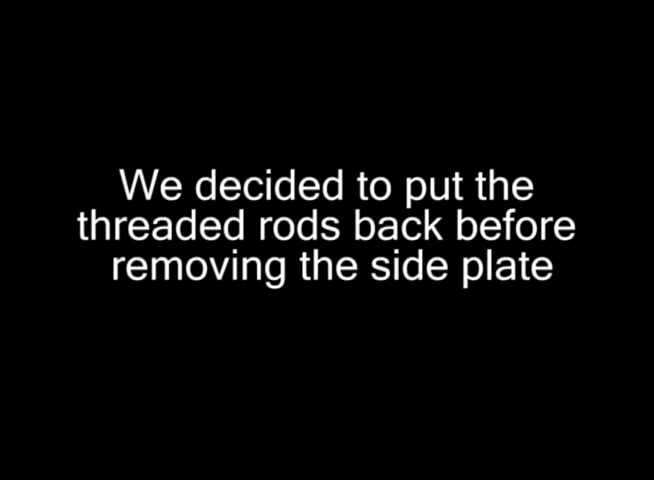 We decided to put the
threaded rods back before
removing the side plate